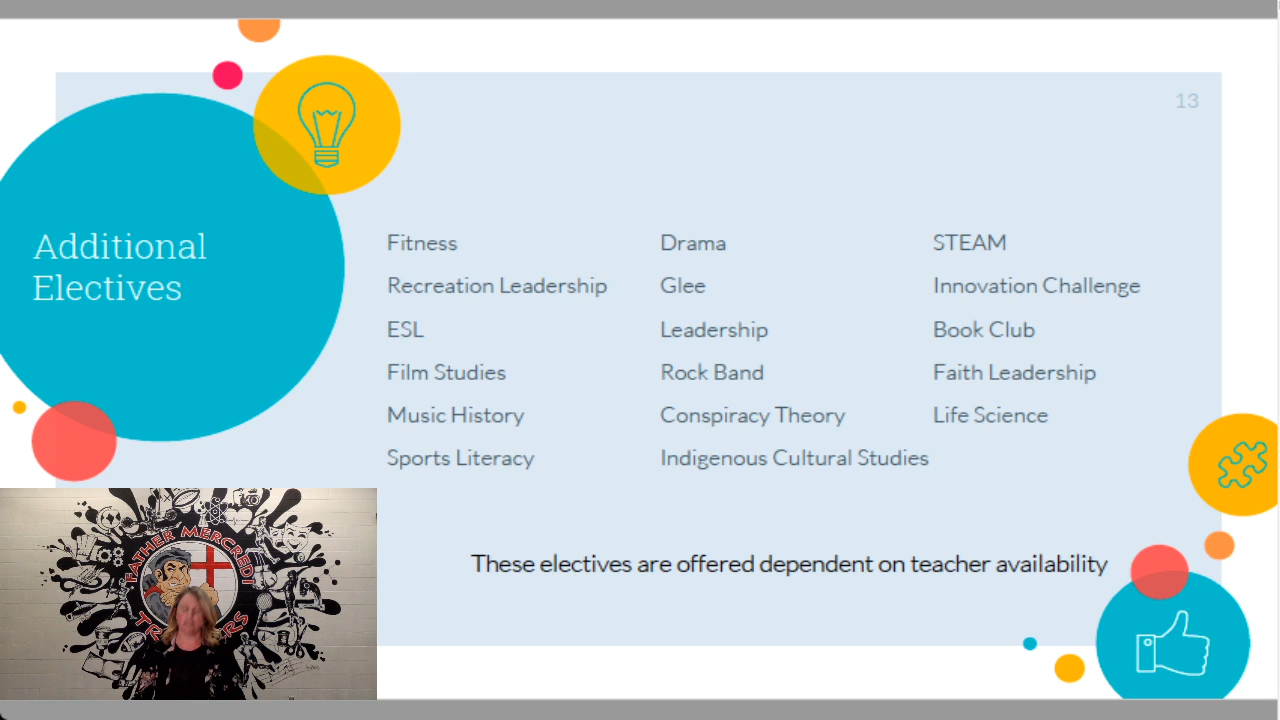 13
Additional
Electives
Fitness
Recreation Leadership
ESL
Film Studies
Music History
Sports Literacy
Drama
Glee
Leadership
Rock Band
Conspiracy Theory
Indigenous Cultural Studies
STEAM
Innovation Challenge
Book Club
Faith Leadership
Life Science
These electives are offered dependent on teacher availability
FATHER MERCREDI